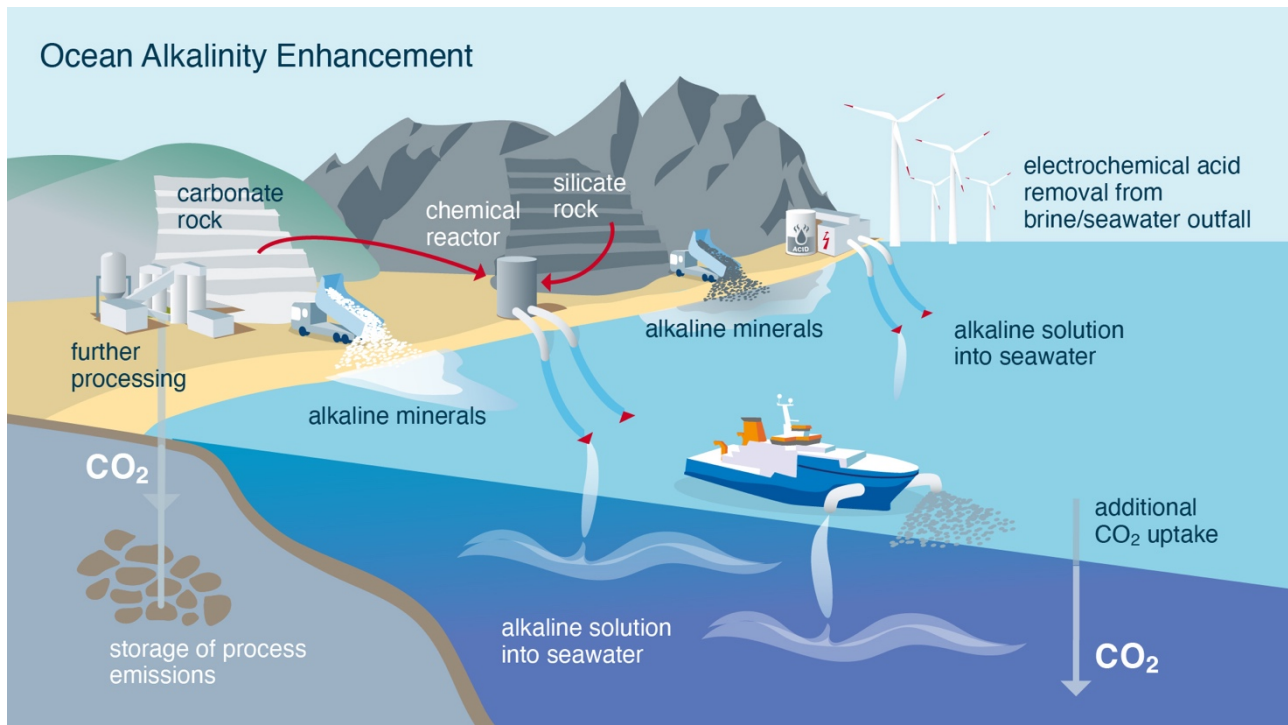 Ocean Alkalinity Enhancement
carbonate
rock
chemical
reactor
silicate
rock
electrochemical acid
removal from
brine/seawater outfall
ACID
further
processing
alkaline minerals
alkaline minerals
alkaline solution
into seawater
CO₂
storage of process
emissions
alkaline solution
into seawater
additional
CO₂ uptake
CO₂